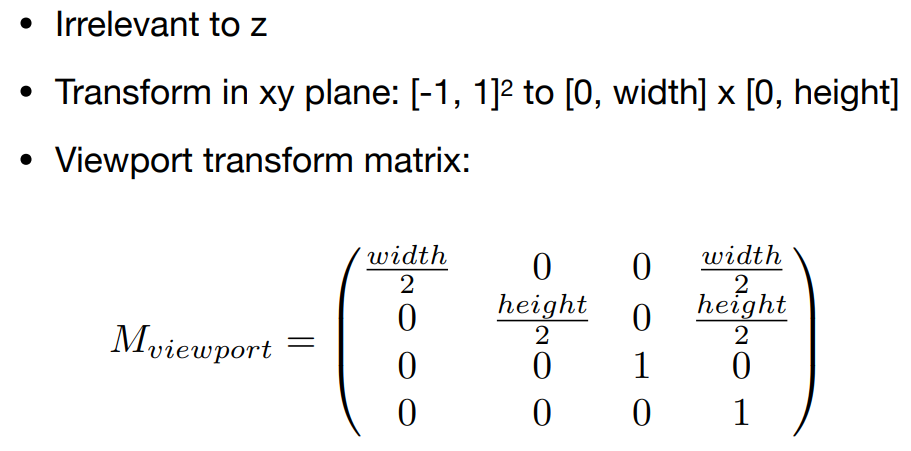 • Irrelevant to z
• Transform in xy plane: [-1, 1]² to [0, width] x [0, height]
• Viewport transform matrix:
M_{viewport} = \begin{pmatrix} \frac{width}{2} & 0 & 0 & \frac{width}{2} \\ 0 & \frac{height}{2} & 0 & \frac{height}{2} \\ 0 & 0 & 1 & 0 \\ 0 & 0 & 0 & 1 \end{pmatrix}